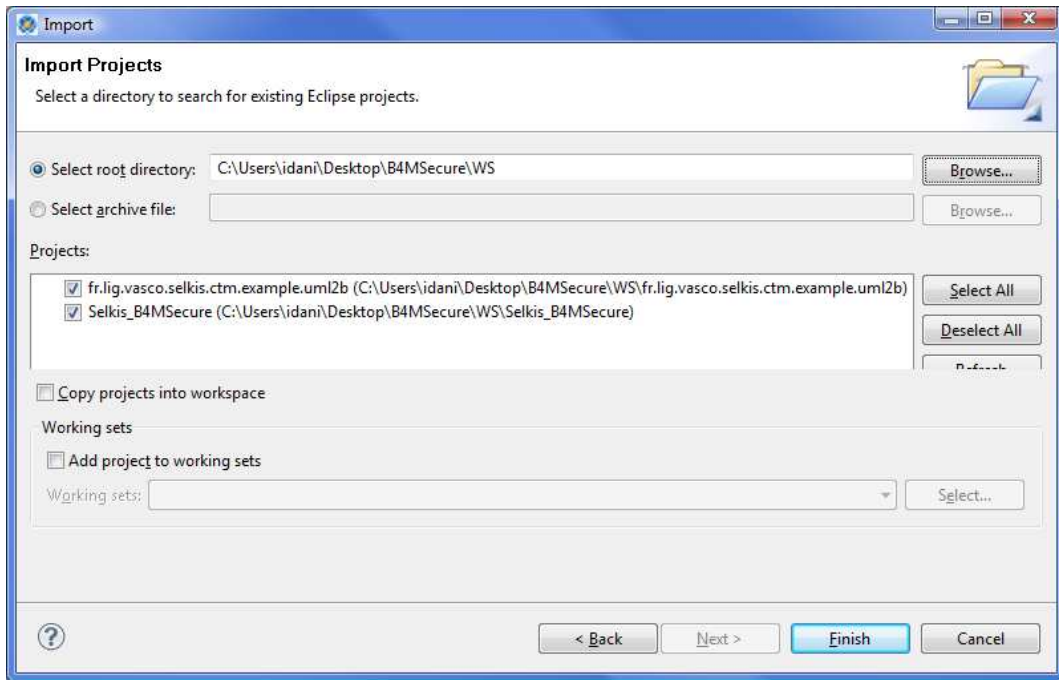 Import
Import Projects
Select a directory to search for existing Eclipse projects.
Select root directory: C:\Users\idani\Desktop\B4MSecure\WS Browse...
Select archive file: Browse...
Projects:
fr.lig.vasco.selkis.ctm.example.uml2b (C:\Users\idani\Desktop\B4MSecure\WS\fr.lig.vasco.selkis.ctm.example.uml2b) Select All
Selkis_B4MSecure (C:\Users\idani\Desktop\B4MSecure\WS\Selkis_B4MSecure)
Deselect All
Refresh
Copy projects into workspace
Working sets
Add project to working sets
Working sets: Select...
< Back Next > Finish Cancel